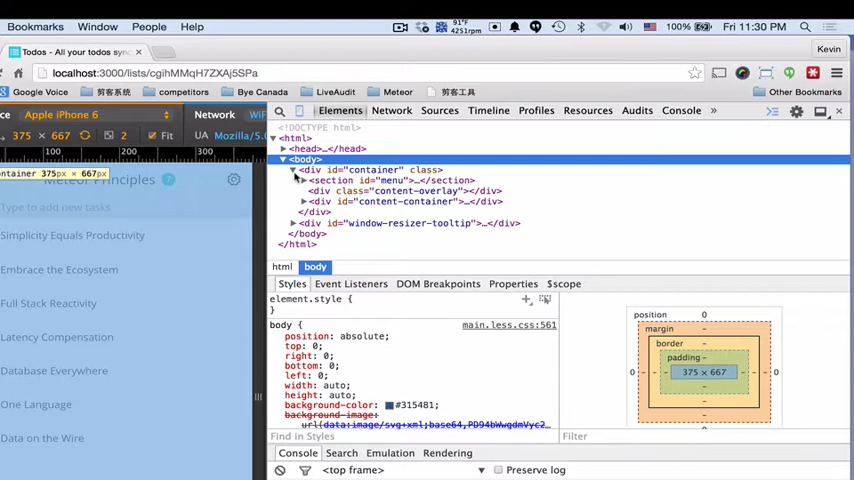 Bookmarks Window People Help 91°F 4251rpm 100% Fri 11:30 PM
Todos - All your todos sync Kevin
localhost:3000/lists/cgihMMqH7ZXAj5SPa
Google Voice 剪客系统 competitors Bye Canada LiveAudit Meteor 剪客工具 Other Bookmarks
ce Apple iPhone 6 Network WiF
375 × 667 2 Fit UA Mozilla/5.0
100 200 300
ontainer 375px × 667px
Meteor Principles ?
Type to add new tasks
Simplicity Equals Productivity
Embrace the Ecosystem
Full Stack Reactivity
Latency Compensation
Database Everywhere
One Language
Data on the Wire
Elements Network Sources Timeline Profiles Resources Audits Console
<!DOCTYPE html>
<html>
<head>…</head>
<body>
<div id="container" class>
<section id="menu">…</section>
<div class="content-overlay"></div>
<div id="content-container">…</div>
</div>
<div id="window-resizer-tooltip">…</div>
</body>
</html>
html body
Styles Event Listeners DOM Breakpoints Properties $scope
element.style {
}
body { main.less.css:561
position: absolute;
top: 0;
right: 0;
bottom: 0;
left: 0;
width: auto;
height: auto;
background-color: #315481;
background-image:
url(data:image/svg+xml;base64,PD94bWwgdmVyc2…
position 0
margin -
border -
padding -
0 - - - 375 × 667 - - - 0
-
-
-
Find in Styles Filter
Console Search Emulation Rendering
<top frame> Preserve log